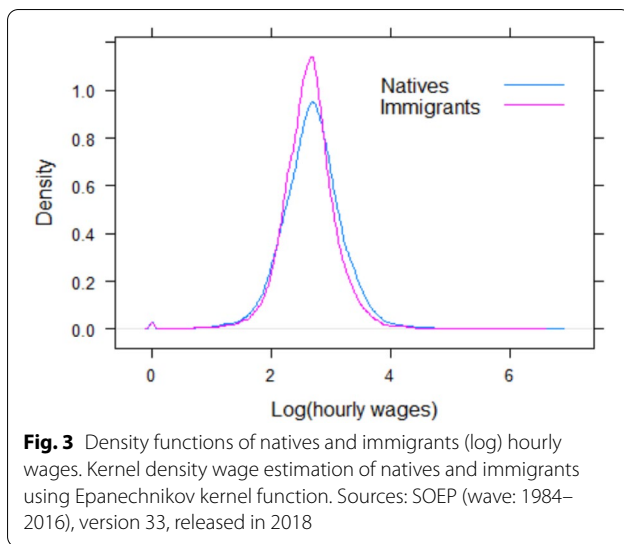 Natives
Immigrants
Density
1.0
0.8
0.6
0.4
0.2
0.0
0 2 4 6
Log(hourly wages)
Fig. 3 Density functions of natives and immigrants (log) hourly
wages. Kernel density wage estimation of natives and immigrants
using Epanechnikov kernel function. Sources: SOEP (wave: 1984–
2016), version 33, released in 2018